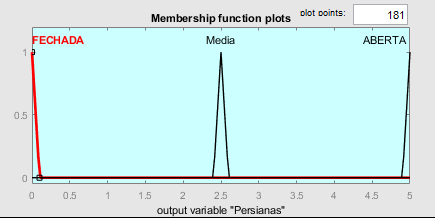 Membership function plots
plot points: 181
FECHADA Media ABERTA
1
0.5
0
0 0.5 1 1.5 2 2.5 3 3.5 4 4.5 5
output variable "Persianas"